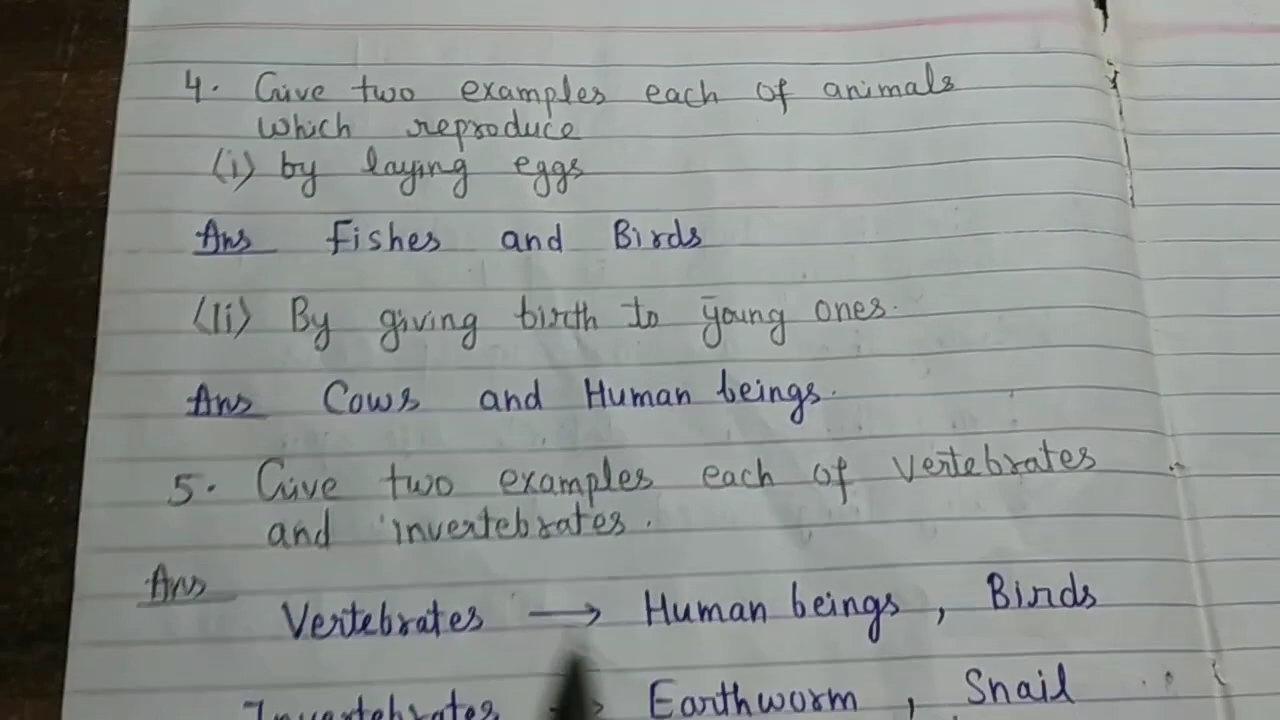 4. Give two examples each of animals
which reproduce
(i) by laying eggs
Ans Fishes and Birds
(ii) By giving birth to young ones.
Ans Cows and Human beings.
5. Give two examples each of vertebrates
and invertebrates.
Ans
Vertebrates → Human beings, Birds
Invertebrates → Earthworm, Snail